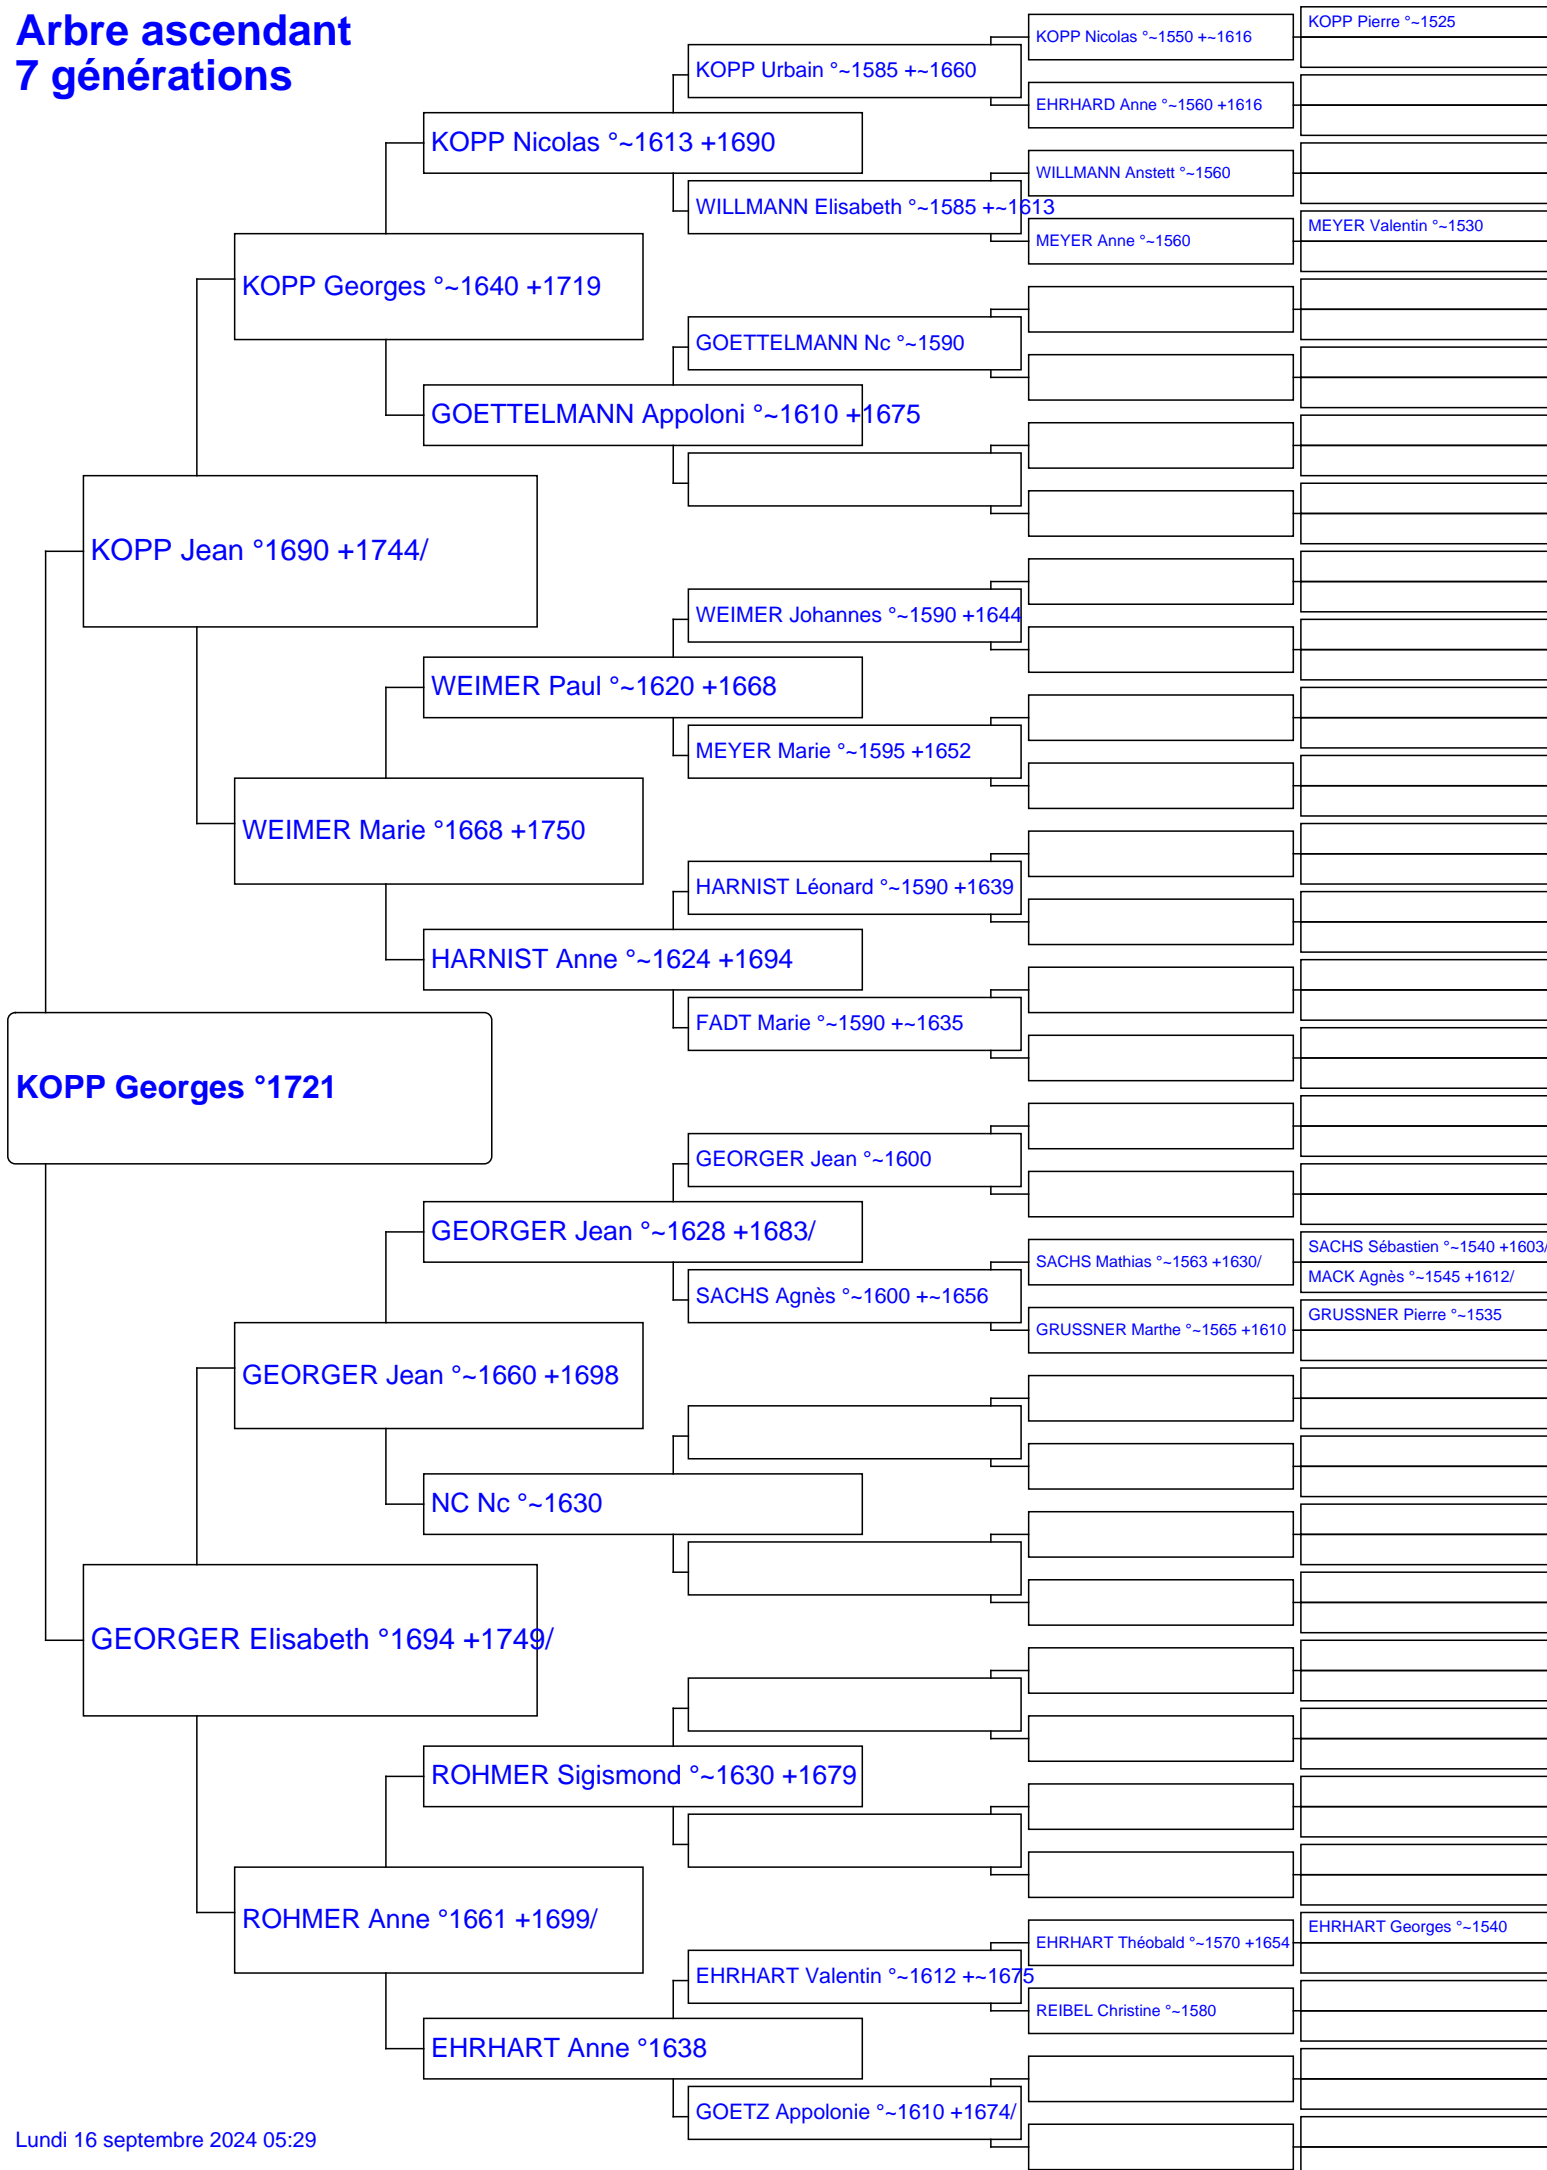 Arbre ascendant
7 générations
KOPP Georges °1721
KOPP Jean °1690 +1744/
GEORGER Elisabeth °1694 +1749/
KOPP Georges °~1640 +1719
WEIMER Marie °1668 +1750
GEORGER Jean °~1660 +1698
ROHMER Anne °1661 +1699/
KOPP Nicolas °~1613 +1690
GOETTELMANN Appoloni °~1610 +1675
WEIMER Paul °~1620 +1668
HARNIST Anne °~1624 +1694
GEORGER Jean °~1628 +1683/
NC Nc °~1630
ROHMER Sigismond °~1630 +1679
EHRHART Anne °1638
KOPP Urbain °~1585 +~1660
WILLMANN Elisabeth °~1585 +~1613
GOETTELMANN Nc °~1590
WEIMER Johannes °~1590 +1644
MEYER Marie °~1595 +1652
HARNIST Léonard °~1590 +1639
FADT Marie °~1590 +~1635
GEORGER Jean °~1600
SACHS Agnès °~1600 +~1656
EHRHART Valentin °~1612 +~1675
GOETZ Appolonie °~1610 +1674/
KOPP Nicolas °~1550 +~1616
EHRHARD Anne °~1560 +1616
WILLMANN Anstett °~1560
MEYER Anne °~1560
SACHS Mathias °~1563 +1630/
GRUSSNER Marthe °~1565 +1610
EHRHART Théobald °~1570 +1654
REIBEL Christine °~1580
KOPP Pierre °~1525
MEYER Valentin °~1530
SACHS Sébastien °~1540 +1603/
MACK Agnès °~1545 +1612/
GRUSSNER Pierre °~1535
EHRHART Georges °~1540
Lundi 16 septembre 2024 05:29